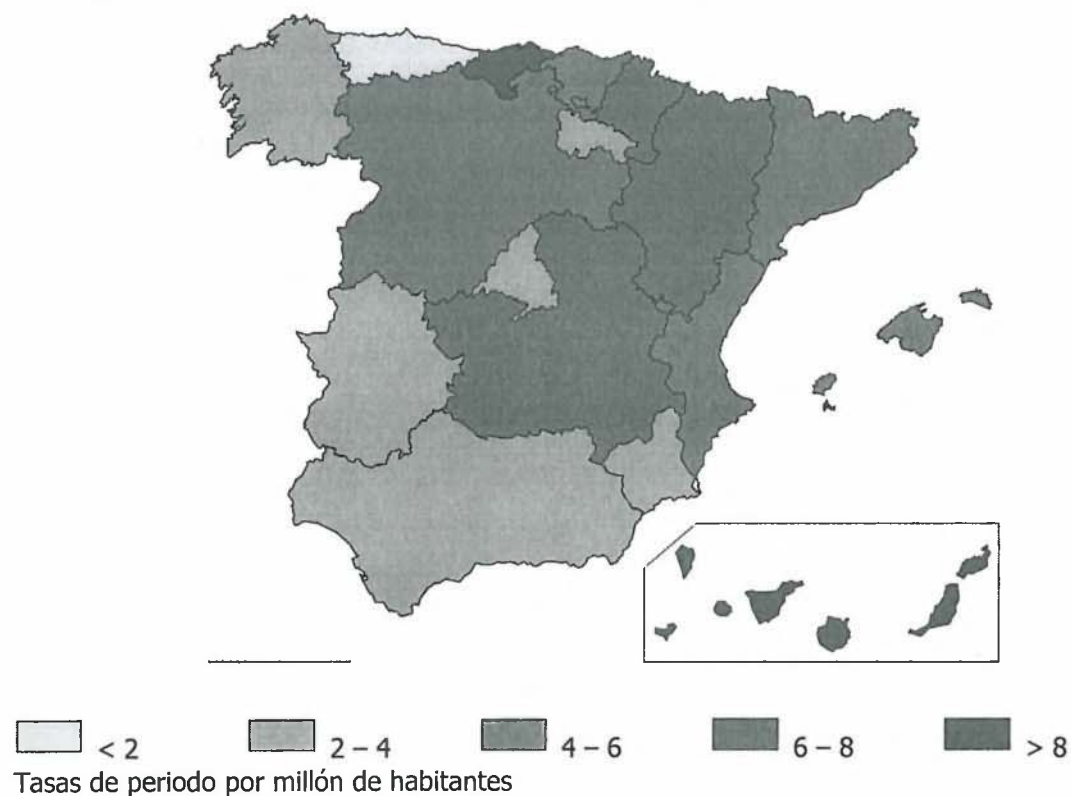 < 2 2 – 4 4 – 6 6 – 8 > 8
Tasas de periodo por millón de habitantes